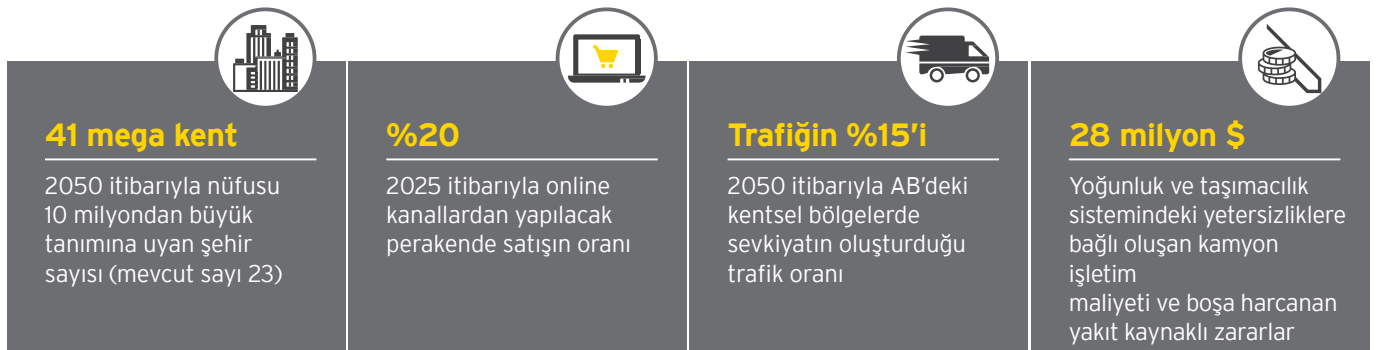 41 mega kent
2050 itibarıyla nüfusu
10 milyondan büyük
tanımına uyan şehir
sayısı (mevcut sayı 23)
%20
2025 itibarıyla online
kanallardan yapılacak
perakende satışın oranı
Trafiğin %15'i
2050 itibarıyla AB'deki
kentsel bölgelerde
sevkiyatın oluşturduğu
trafik oranı
28 milyon $
Yoğunluk ve taşımacılık
sistemindeki yetersizliklere
bağlı oluşan kamyon
işletim
maliyeti ve boşa harcanan
yakıt kaynaklı zararlar